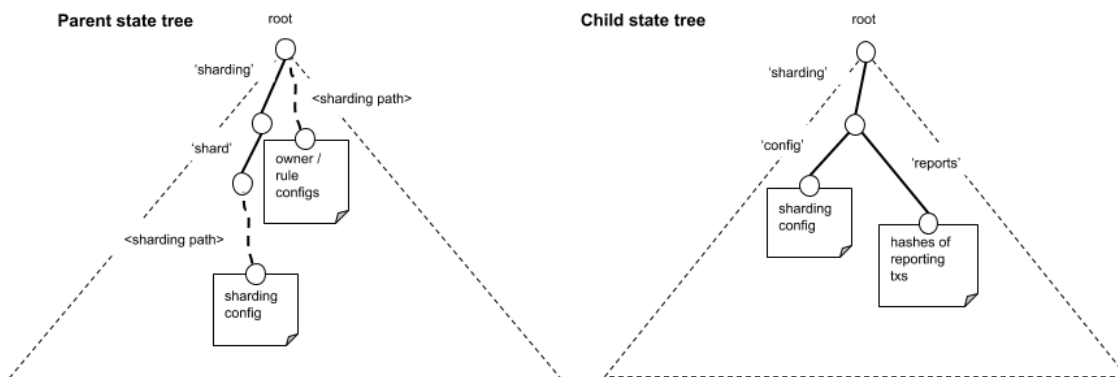 Parent state tree
root
‘sharding’
<sharding path>
‘shard’
owner /
rule
configs
<sharding path>
sharding
config
Child state tree
root
‘sharding’
‘config’
‘reports’
sharding
config
hashes of
reporting
txs